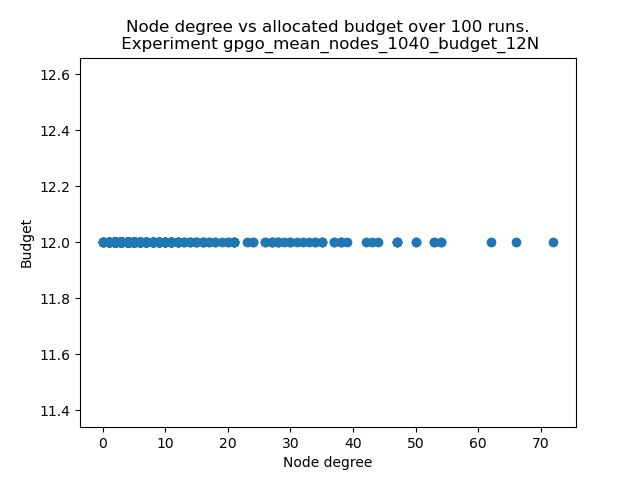 Node degree vs allocated budget over 100 runs.
Experiment gpgo_mean_nodes_1040_budget_12N
12.6
12.4
12.2
12.0
11.8
11.6
11.4
Budget
0 10 20 30 40 50 60 70
Node degree